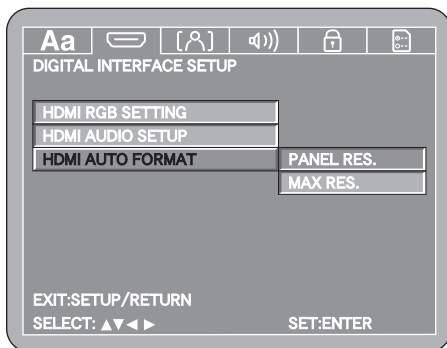 Aa
DIGITAL INTERFACE SETUP
HDMI RGB SETTING
HDMI AUDIO SETUP
HDMI AUTO FORMAT PANEL RES.
MAX RES.
EXIT:SETUP/RETURN
SELECT: ▲▼◄ ► SET:ENTER